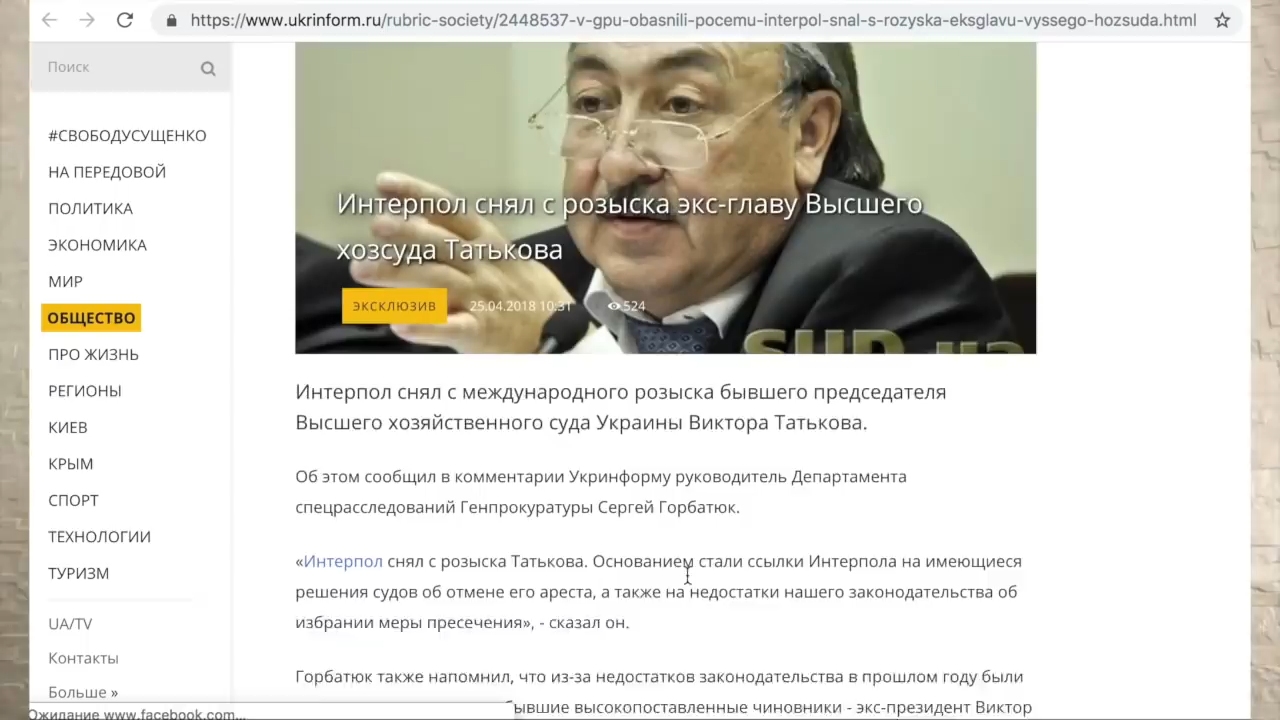 https://www.ukrinform.ru/rubric-society/2448537-v-gpu-obasnili-pocemu-interpol-snal-s-rozyska-eksglavu-vyssego-hozsuda.html
Поиск
#СВОБОДУСУЩЕНКО
НА ПЕРЕДОВОЙ
ПОЛИТИКА
ЭКОНОМИКА
МИР
ОБЩЕСТВО
ПРО ЖИЗНЬ
РЕГИОНЫ
КИЕВ
КРЫМ
СПОРТ
ТЕХНОЛОГИИ
ТУРИЗМ
UA/TV
Контакты
Больше »
Ожидание www.facebook.com...
Интерпол снял с розыска экс-главу Высшего
хозсуда Татькова
ЭКСКЛЮЗИВ 25.04.2018 10:31 524
Интерпол снял с международного розыска бывшего председателя
Высшего хозяйственного суда Украины Виктора Татькова.
Об этом сообщил в комментарии Укринформу руководитель Департамента
спецрасследований Генпрокуратуры Сергей Горбатюк.
«Интерпол снял с розыска Татькова. Основанием стали ссылки Интерпола на имеющиеся
решения судов об отмене его ареста, а также на недостатки нашего законодательства об
избрании меры пресечения», - сказал он.
Горбатюк также напомнил, что из-за недостатков законодательства в прошлом году были
бывшие высокопоставленные чиновники - экс-президент Виктор